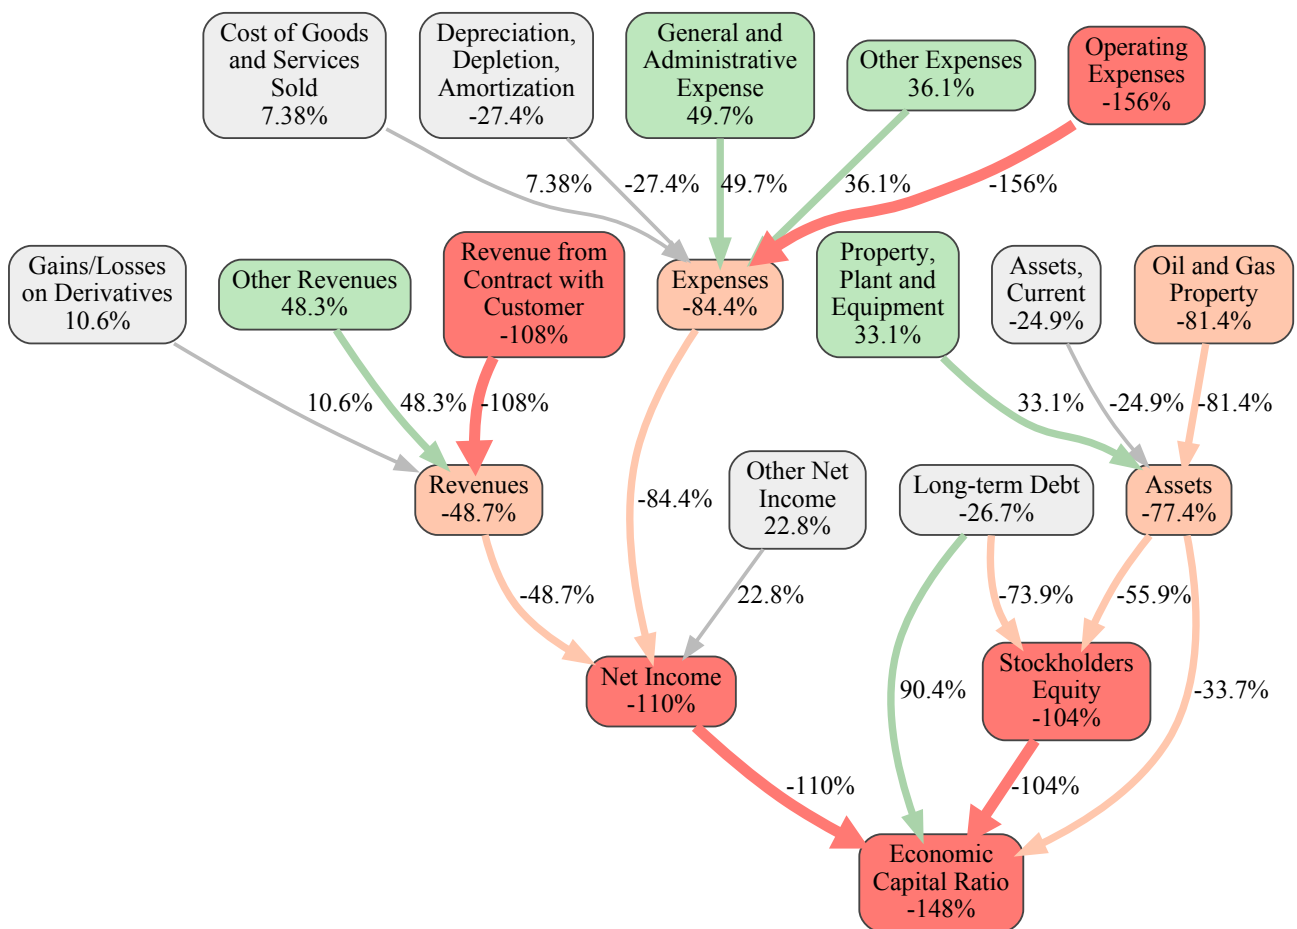 Cost of Goods
and Services
Sold
7.38%
Depreciation,
Depletion,
Amortization
-27.4%
General and
Administrative
Expense
49.7%
Other Expenses
36.1%
Operating
Expenses
-156%
7.38%
-27.4%
49.7%
36.1%
-156%
Gains/Losses
on Derivatives
10.6%
Other Revenues
48.3%
Revenue from
Contract with
Customer
-108%
Expenses
-84.4%
Property,
Plant and
Equipment
33.1%
Assets,
Current
-24.9%
Oil and Gas
Property
-81.4%
10.6%
48.3%
-108%
33.1%
-24.9%
-81.4%
Revenues
-48.7%
-84.4%
Other Net
Income
22.8%
Long-term Debt
-26.7%
Assets
-77.4%
-48.7%
22.8%
-73.9%
-55.9%
Net Income
-110%
90.4%
Stockholders
Equity
-104%
-33.7%
-110%
-104%
Economic
Capital Ratio
-148%